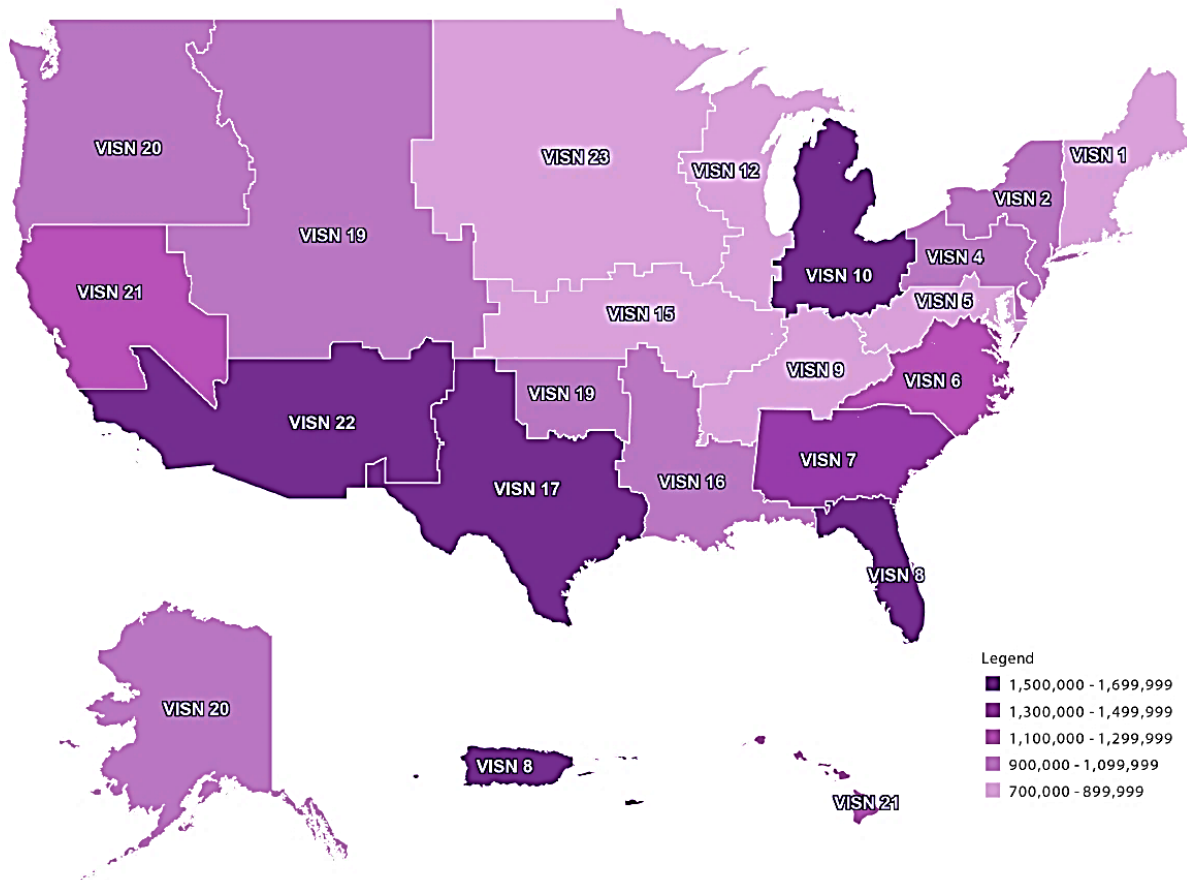 VISN 20
VISN 23
VISN 12
VISN 1
VISN 2
VISN 19
VISN 4
VISN 10
VISN 21
VISN 5
VISN 15
VISN 9
VISN 6
VISN 19
VISN 22
VISN 7
VISN 16
VISN 17
VISN 8
VISN 20
VISN 8
VISN 21
Legend
1,500,000 - 1,699,999
1,300,000 - 1,499,999
1,100,000 - 1,299,999
900,000 - 1,099,999
700,000 - 899,999